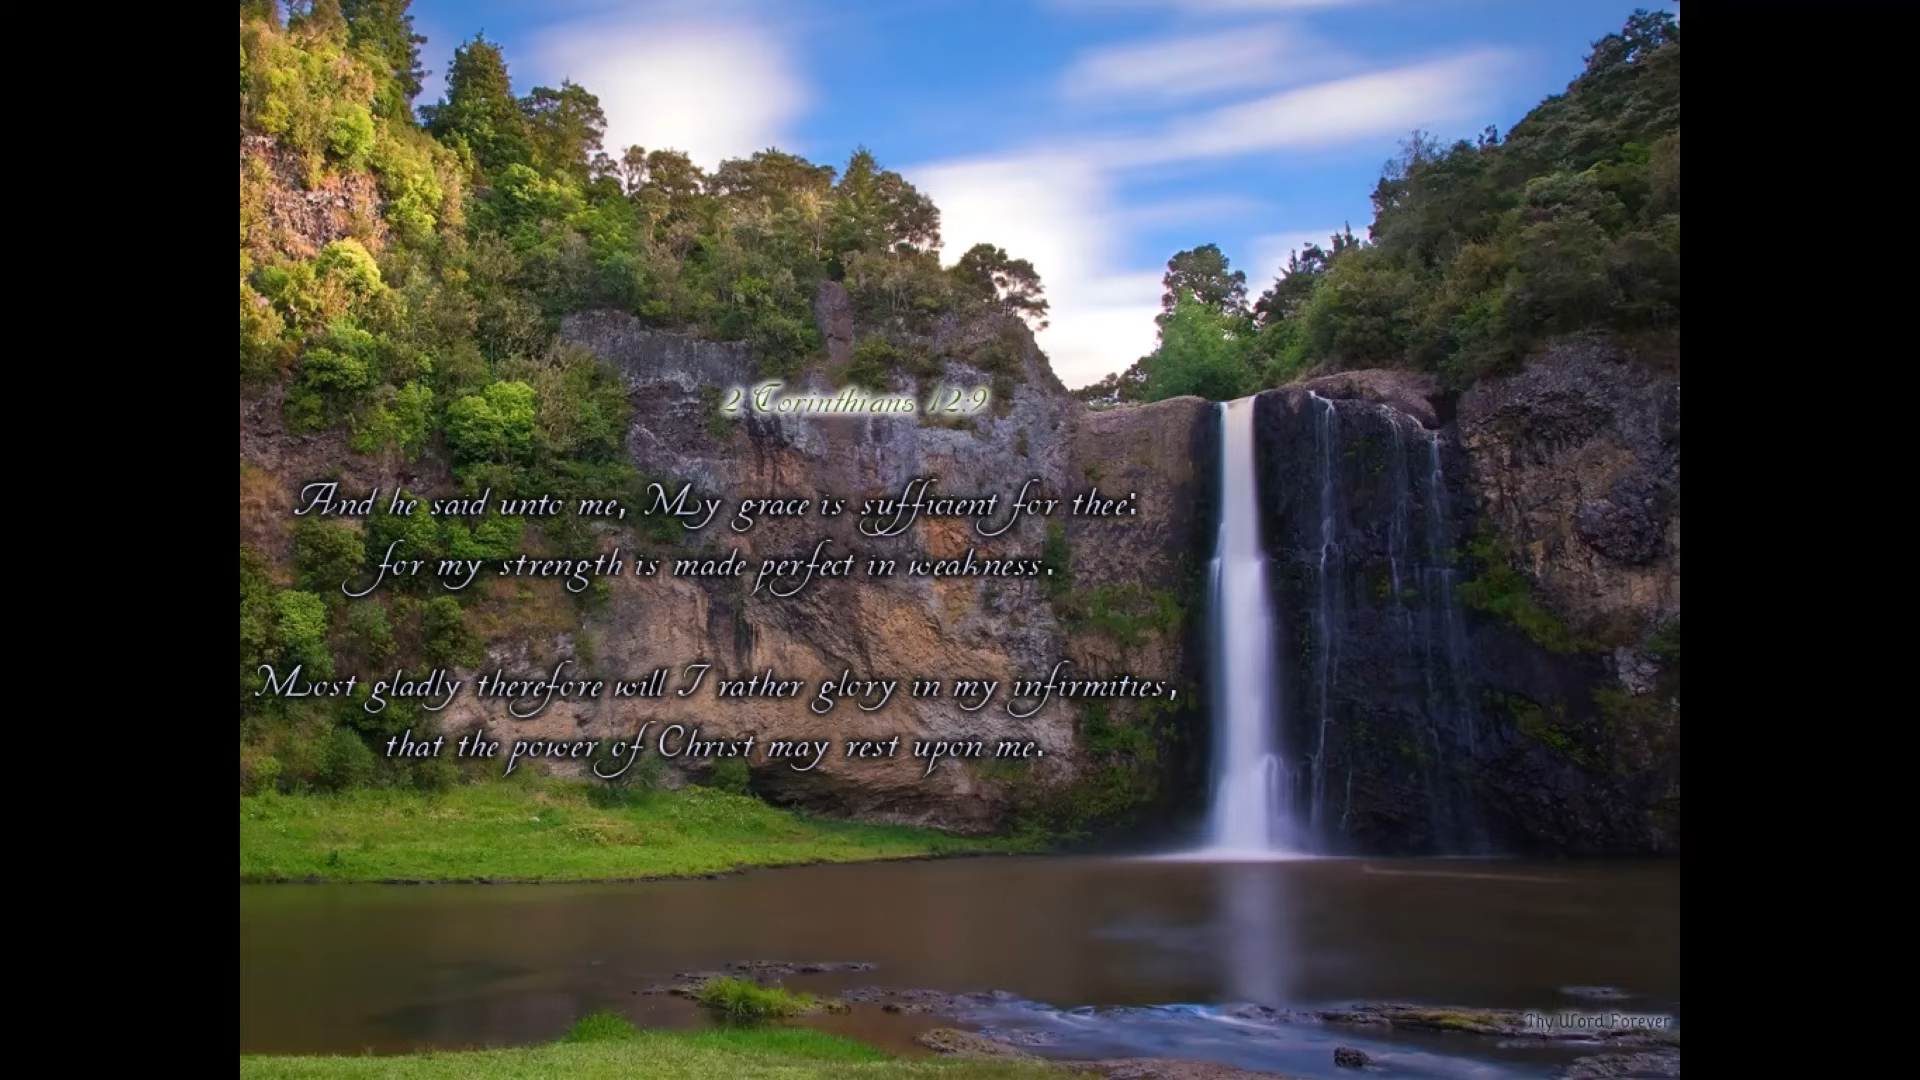 2 Corinthians 12:9
And he said unto me, My grace is sufficient for thee:
for my strength is made perfect in weakness.
Most gladly therefore will I rather glory in my infirmities,
that the power of Christ may rest upon me.
Thy Word Forever